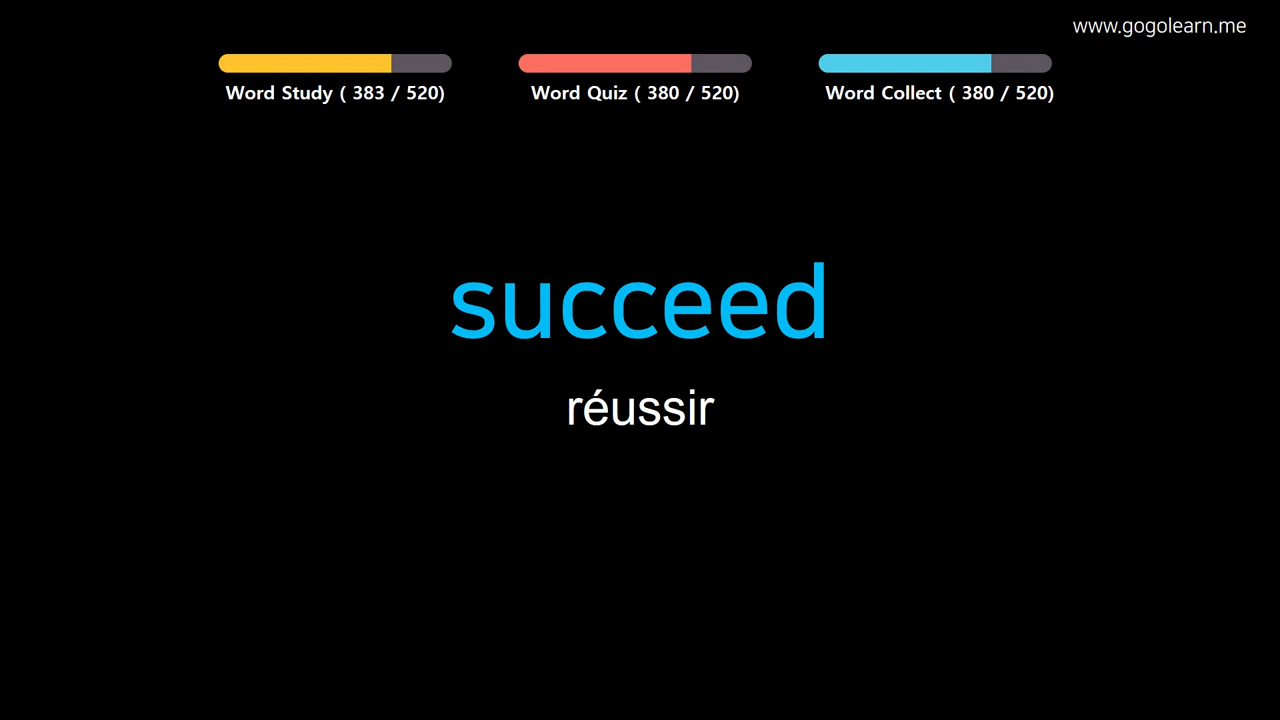 www.gogolearn.me
Word Study ( 383 / 520)
Word Quiz ( 380 / 520)
Word Collect ( 380 / 520)
succeed
réussir